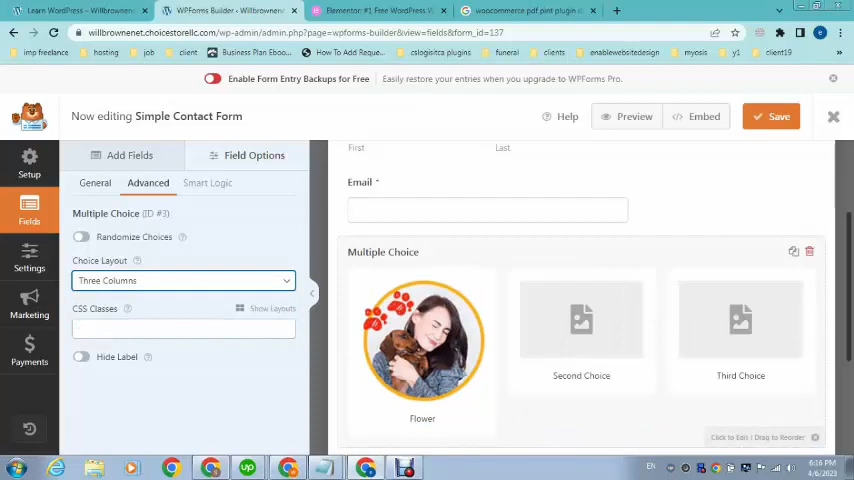 Learn WordPress – Willbrownene
WPForms Builder ‹ Willbrownenet
Elementor: #1 Free WordPress W
woocommerce pdf pint plugin
willbrownenet.choicestorellc.com/wp-admin/admin.php?page=wpforms-builder&view=fields&form_id=137
imp freelance
hosting
job
client
Business Plan Ebook...
How To Add Reque...
cslogisitca plugins
funeral
clients
enablewebsitedesign
myosis
y1
client19
Enable Form Entry Backups for Free
Easily restore your entries when you upgrade to WPForms Pro.
Now editing Simple Contact Form
Help
Preview
Embed
Save
Setup
Fields
Settings
Marketing
Payments
Add Fields
Field Options
General
Advanced
Smart Logic
Multiple Choice (ID #3)
Randomize Choices
Choice Layout
Three Columns
CSS Classes
Show Layouts
Hide Label
First
Last
Email *
Multiple Choice
Flower
Second Choice
Third Choice
Click to Edit | Drag to Reorder
EN
6:16 PM
4/6/2023